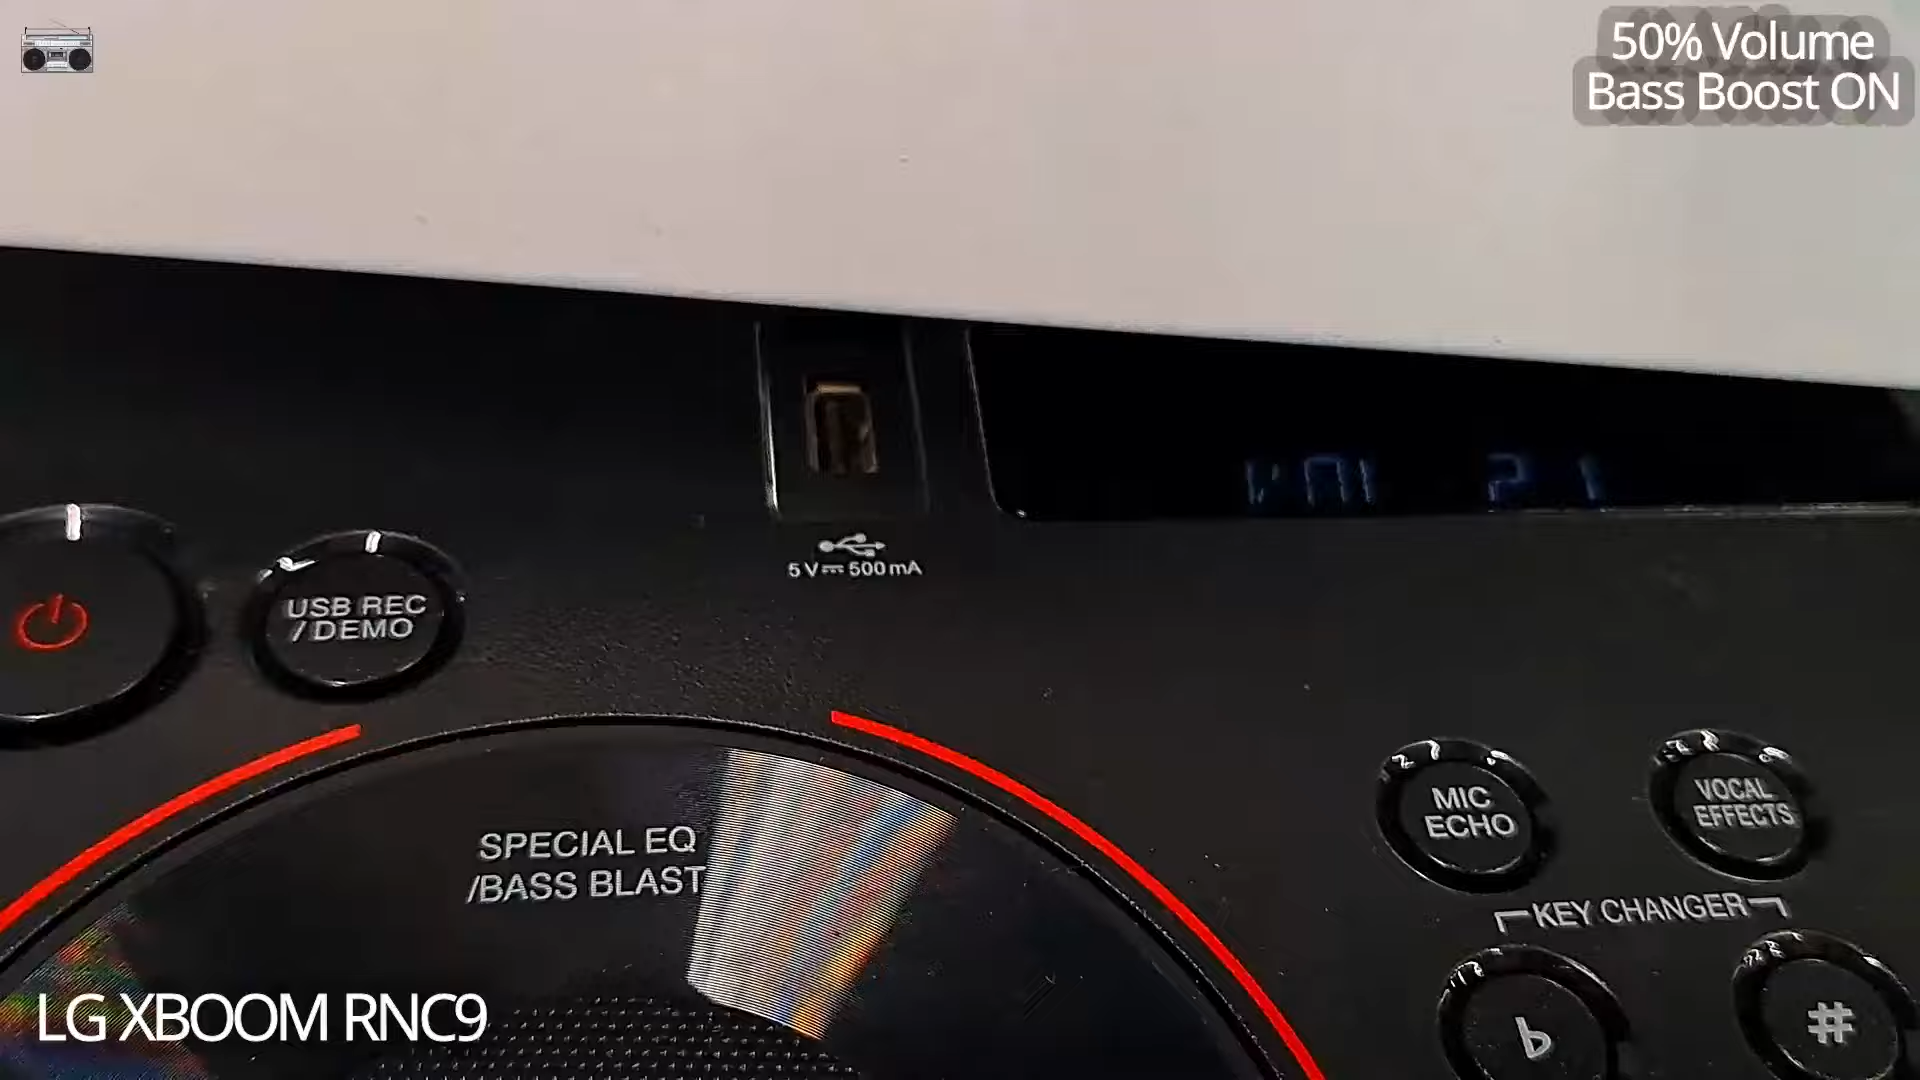 50% Volume
Bass Boost ON
5 V⎓500 mA
USB REC
/ DEMO
MIC
ECHO
VOCAL
EFFECTS
SPECIAL EQ
/BASS BLAST
KEY CHANGER
♭
#
LG XBOOM RNC9